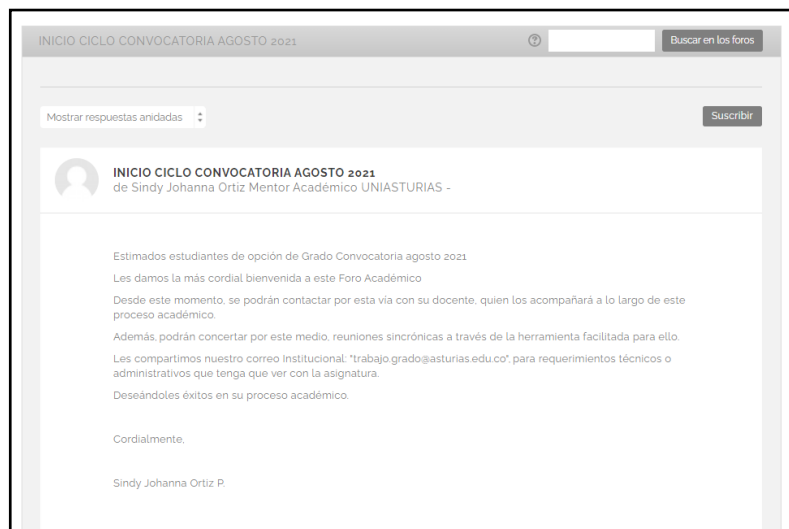 INICIO CICLO CONVOCATORIA AGOSTO 2021
Buscar en los foros
Mostrar respuestas anidadas
Suscribir
INICIO CICLO CONVOCATORIA AGOSTO 2021
de Sindy Johanna Ortiz Mentor Académico UNIASTURIAS -
Estimados estudiantes de opción de Grado Convocatoria agosto 2021
Les damos la más cordial bienvenida a este Foro Académico
Desde este momento, se podrán contactar por esta vía con su docente, quien los acompañará a lo largo de este
proceso académico.
Además, podrán concertar por este medio, reuniones sincrónicas a través de la herramienta facilitada para ello.
Les compartimos nuestro correo Institucional: "trabajo.grado@asturias.edu.co", para requerimientos técnicos o
administrativos que tenga que ver con la asignatura.
Deseándoles éxitos en su proceso académico.
Cordialmente,
Sindy Johanna Ortiz P.